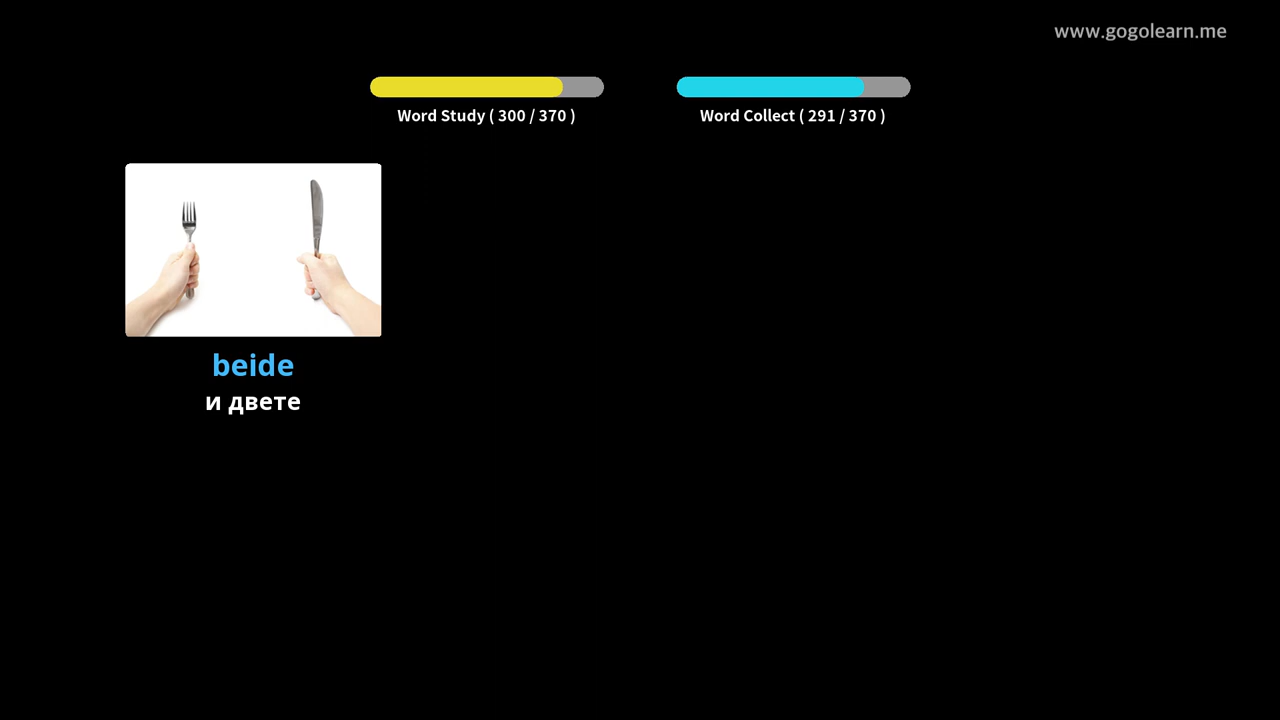 www.gogolearn.me
Word Study ( 300 / 370 )
Word Collect ( 291 / 370 )
beide
и двете